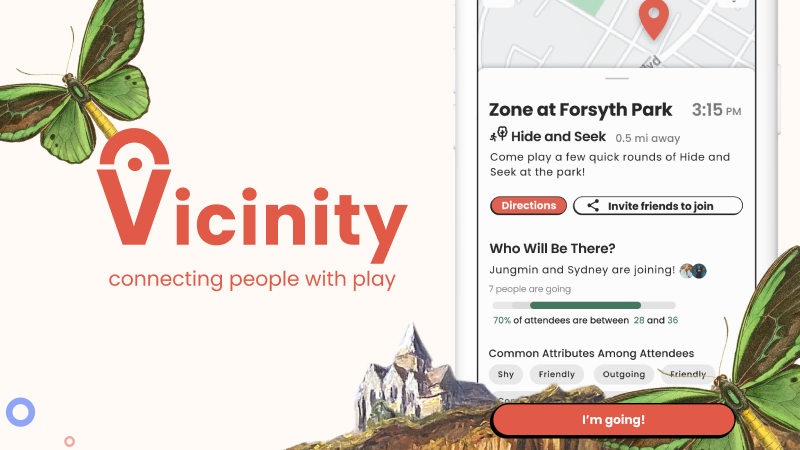 Vicinity
connecting people with play
Zone at Forsyth Park 3:15 PM
Hide and Seek 0.5 mi away
Come play a few quick rounds of Hide and
Seek at the park!
Directions
Invite friends to join
Who Will Be There?
Jungmin and Sydney are joining!
7 people are going
70% of attendees are between 28 and 36
Common Attributes Among Attendees
Shy Friendly Outgoing Friendly
I'm going!